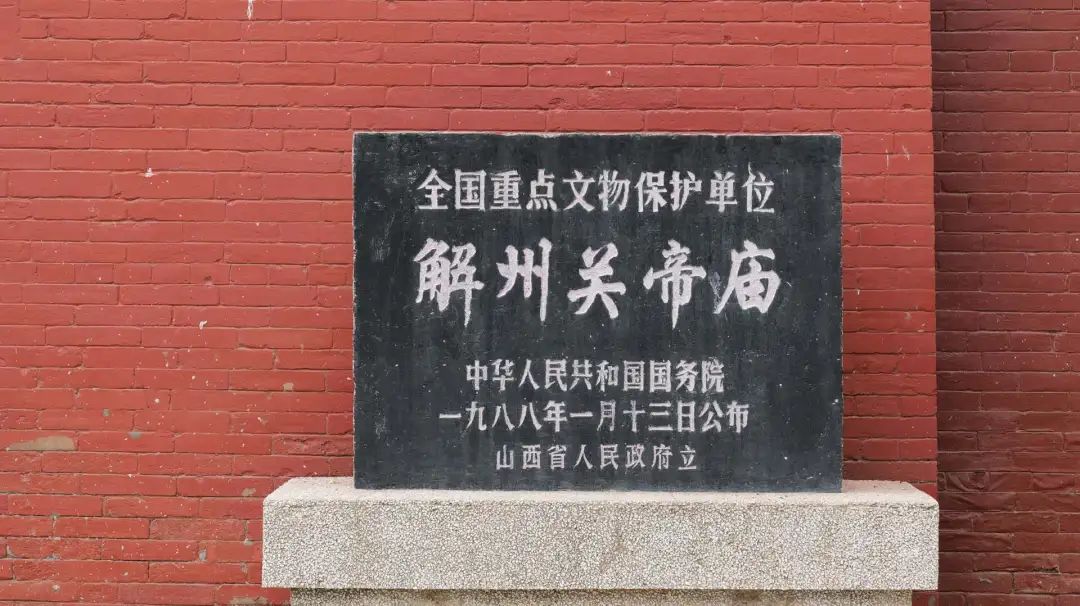 全国重点文物保护单位
解州关帝庙
中华人民共和国国务院
一九八八年一月十三日公布
山西省人民政府立